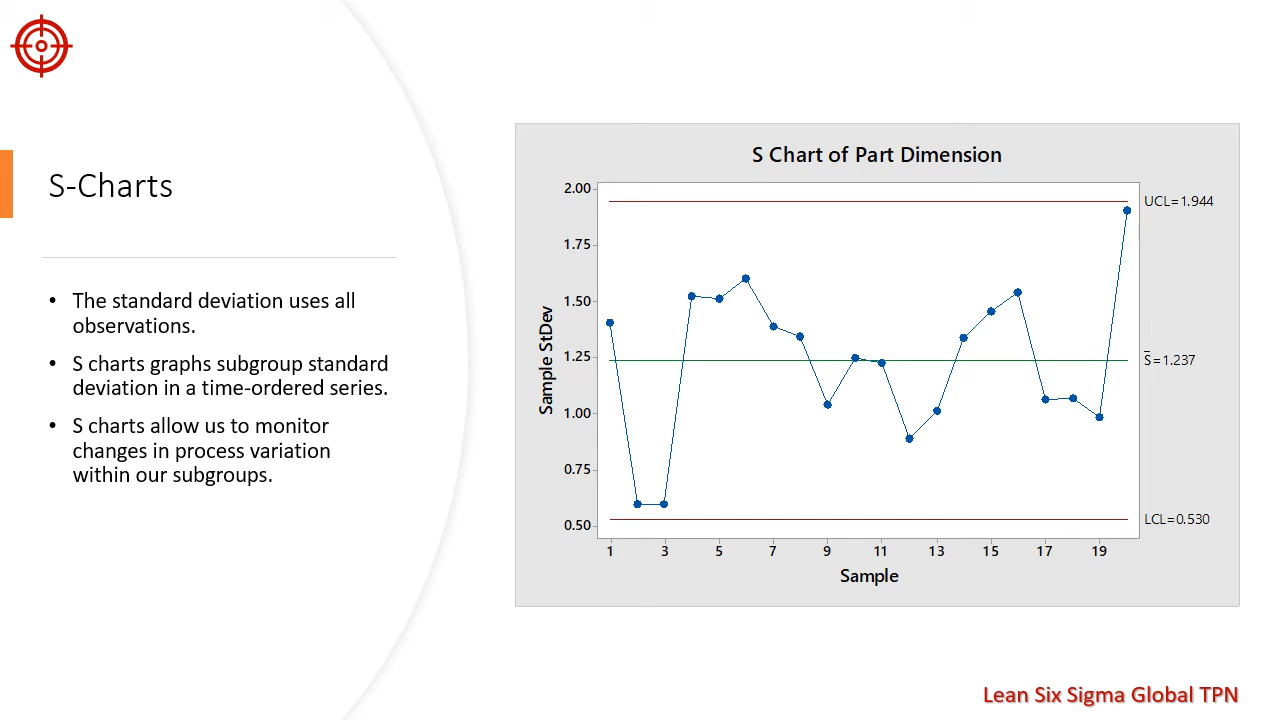 S-Charts
• The standard deviation uses all
observations.
• S charts graphs subgroup standard
deviation in a time-ordered series.
• S charts allow us to monitor
changes in process variation
within our subgroups.
S Chart of Part Dimension
2.00
1.75
1.50
1.25
1.00
0.75
0.50
Sample StDev
UCL=1.944
S̅=1.237
LCL=0.530
1 3 5 7 9 11 13 15 17 19
Sample
Lean Six Sigma Global TPN